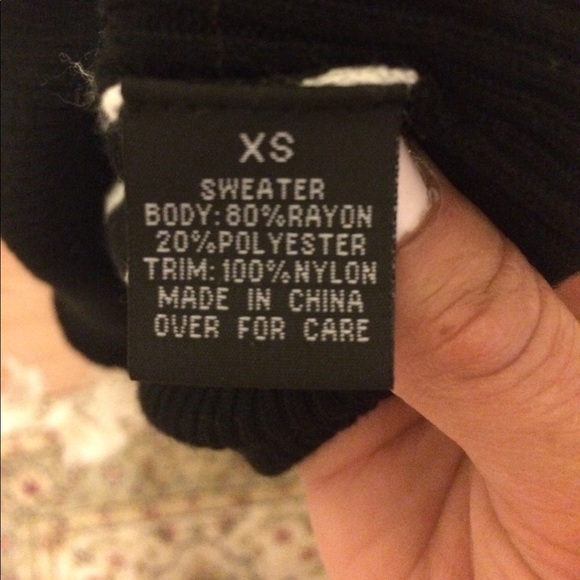 XS
SWEATER
BODY: 80%RAYON
20%POLYESTER
TRIM: 100%NYLON
MADE IN CHINA
OVER FOR CARE